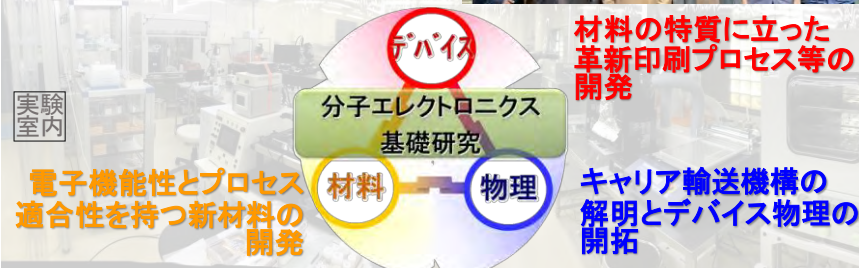 デバイス
材料の特質に立った
革新印刷プロセス等の
開発
分子エレクトロニクス
基礎研究
実験
室内
電子機能性とプロセス
適合性を持つ新材料の
開発
材料
物理
キャリア輸送機構の
解明とデバイス物理の
開拓